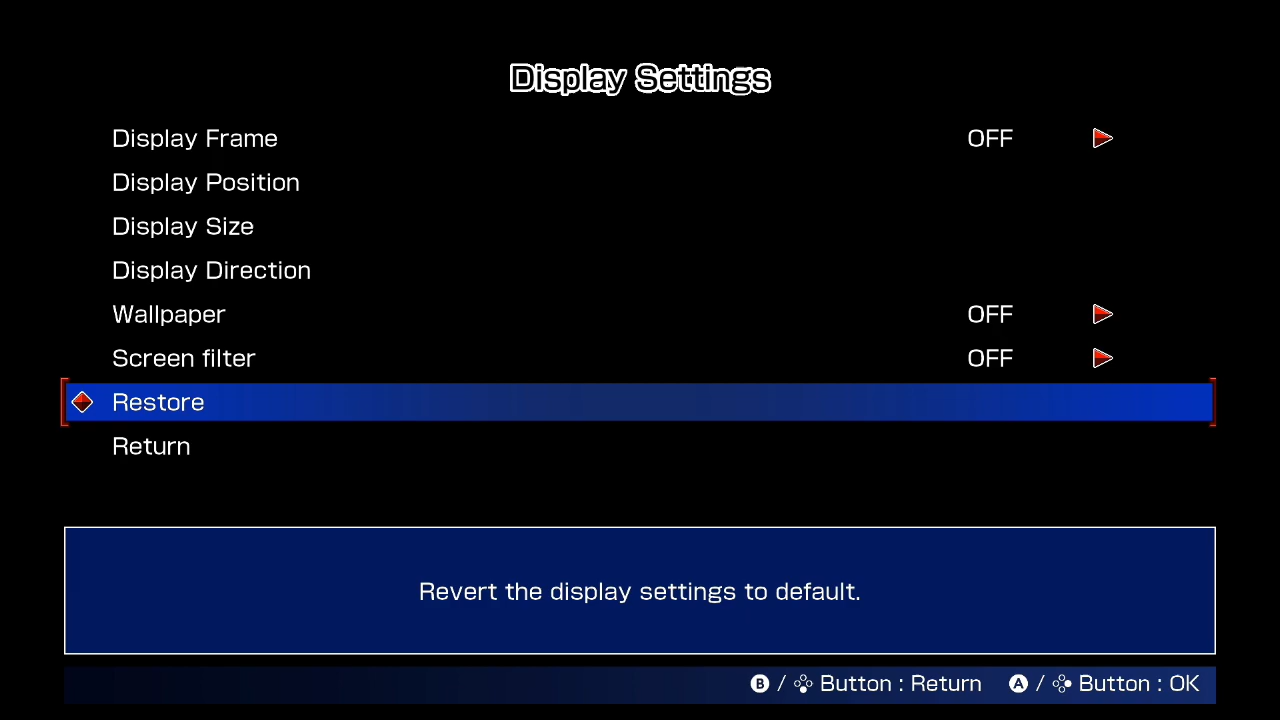 Display Settings
Display Frame OFF
Display Position
Display Size
Display Direction
Wallpaper OFF
Screen filter OFF
Restore
Return
Revert the display settings to default.
B / Button : Return A / Button : OK